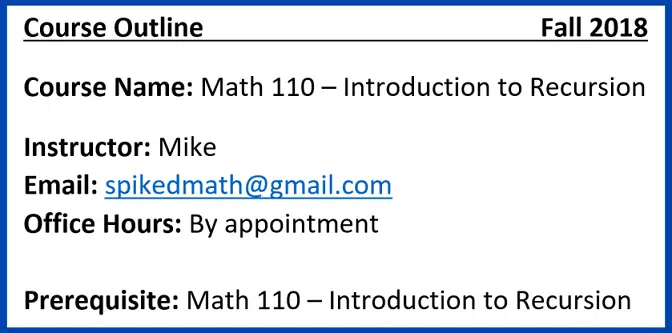 Course Outline Fall 2018
Course Name: Math 110 – Introduction to Recursion
Instructor: Mike
Email: spikedmath@gmail.com
Office Hours: By appointment
Prerequisite: Math 110 – Introduction to Recursion